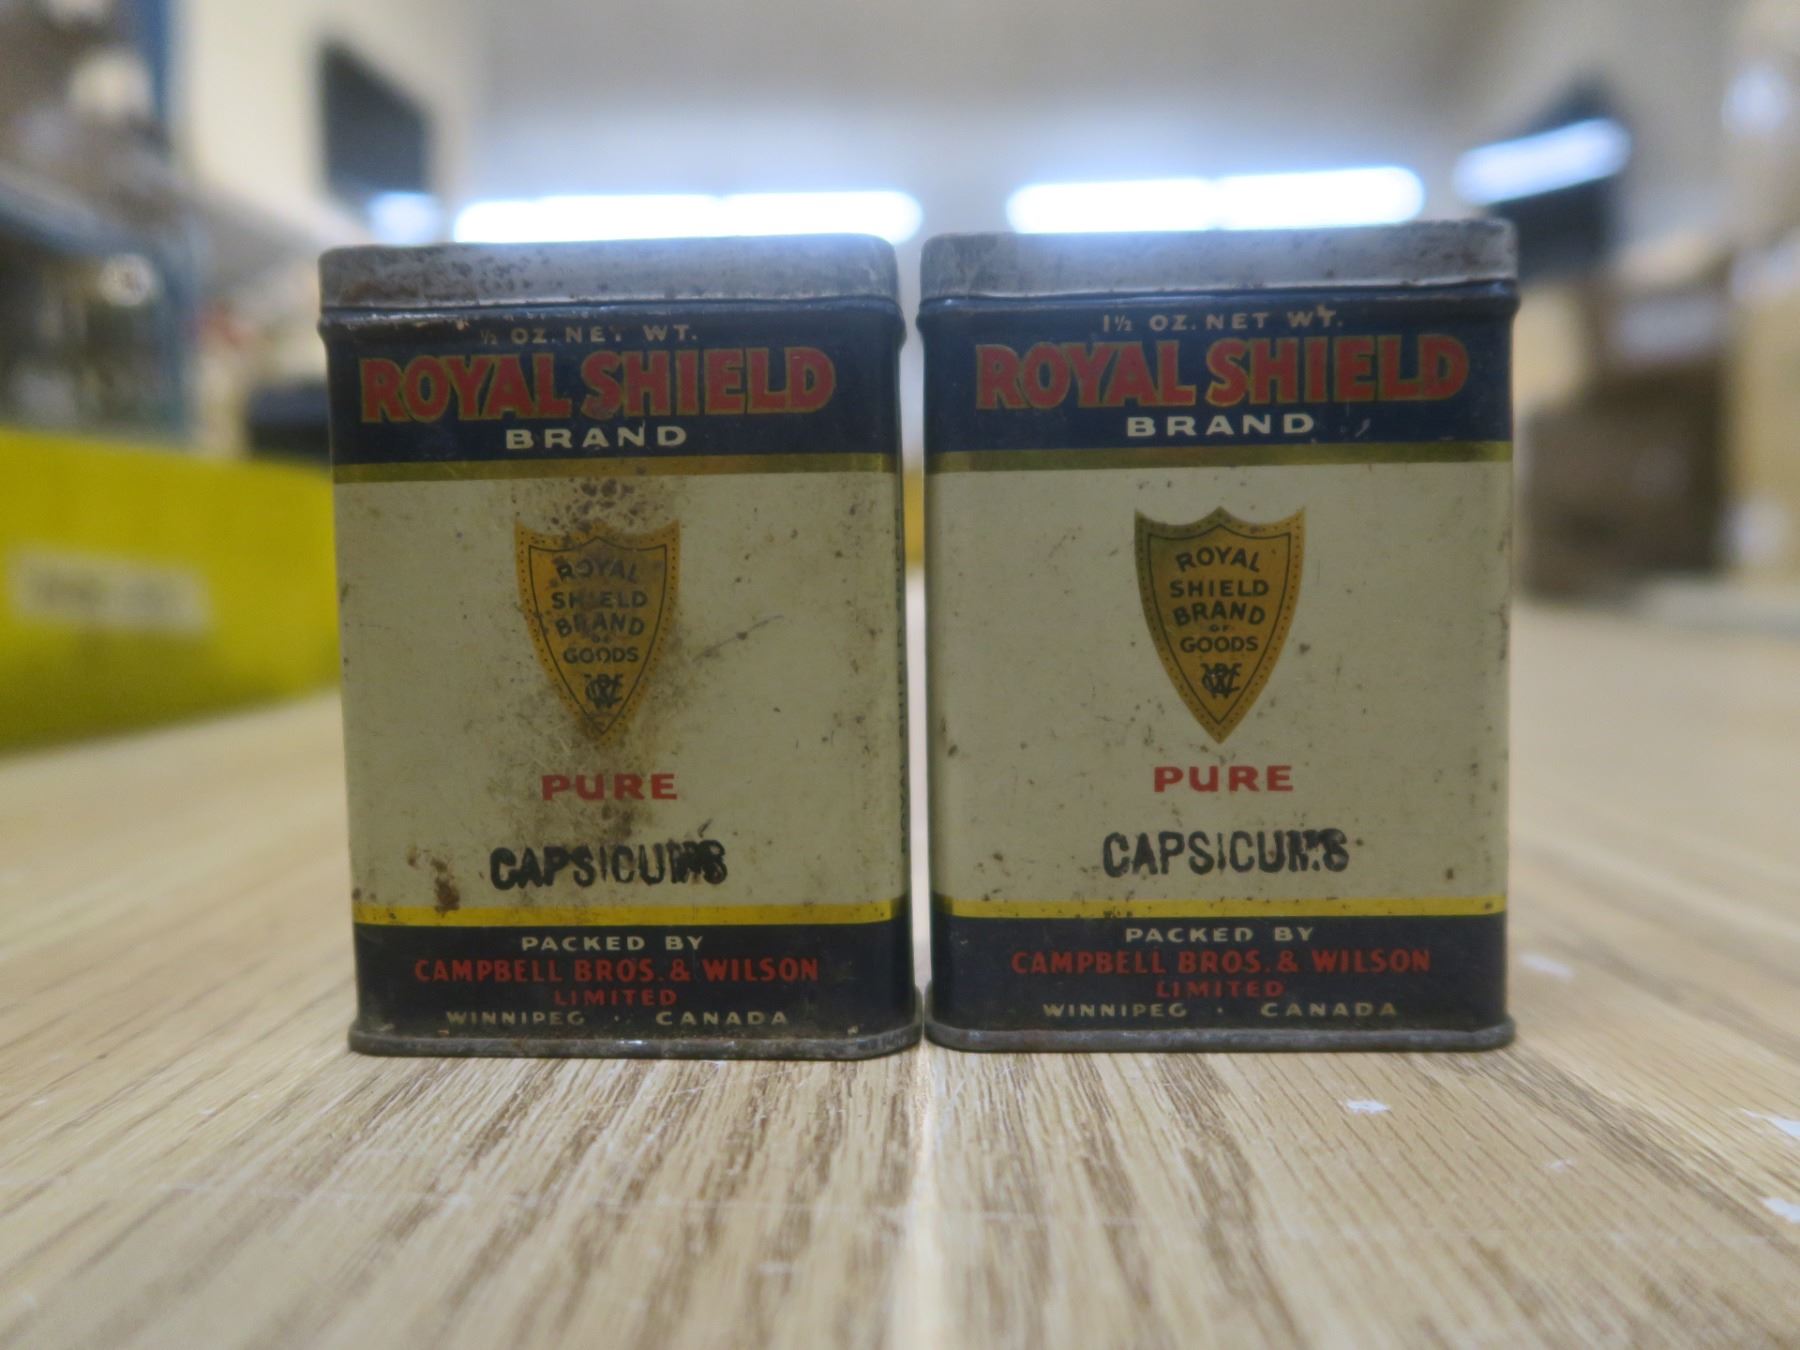 ½ OZ. NET WT.
ROYAL SHIELD
BRAND
ROYAL
SHIELD
BRAND
OF
GOODS
PURE
CAPSICUMS
PACKED BY
CAMPBELL BROS. & WILSON
LIMITED
WINNIPEG · CANADA
1½ OZ. NET WT.
ROYAL SHIELD
BRAND
ROYAL
SHIELD
BRAND
OF
GOODS
PURE
CAPSICUMS
PACKED BY
CAMPBELL BROS. & WILSON
LIMITED
WINNIPEG · CANADA